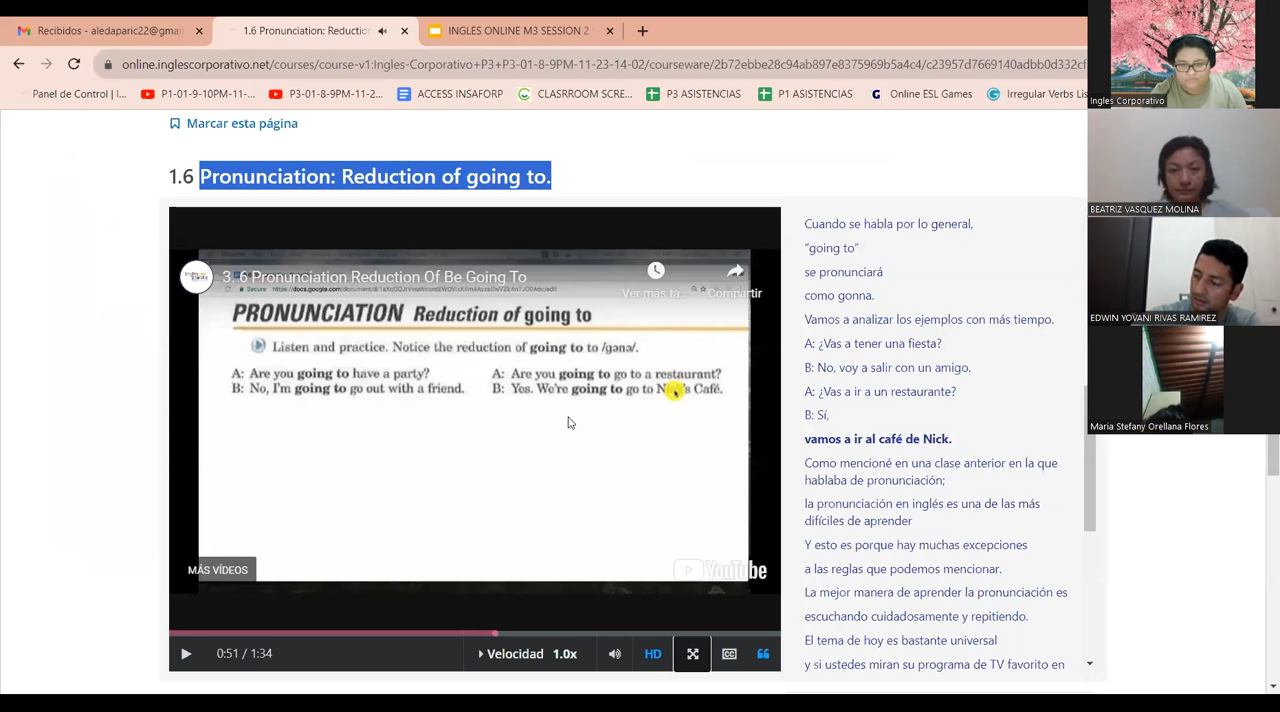 Recibidos - aledaparic22@gmai
1.6 Pronunciation: Reductio
INGLES ONLINE M3 SESSION 2
online.inglescorporativo.net/courses/course-v1:Ingles-Corporativo+P3+P3-01-8-9PM-11-23-14-02/courseware/2b72ebbe28c94ab897e8375969b5a4c4/c23957d7669140adbb0d332cf
Panel de Control | I...
P1-01-9-10PM-11-...
P3-01-8-9PM-11-2...
ACCESS INSAFORP
CLASRROOM SCRE...
P3 ASISTENCIAS
P1 ASISTENCIAS
Online ESL Games
Irregular Verbs Lis
Marcar esta página
1.6 Pronunciation: Reduction of going to.
3. 6 Pronunciation Reduction Of Be Going To
Ver más ta...
Compartir
Secure
PRONUNCIATION Reduction of going to
Listen and practice. Notice the reduction of going to to /gənə/.
A: Are you going to have a party?
B: No, I'm going to go out with a friend.
A: Are you going to go to a restaurant?
B: Yes. We're going to go to Nick's Café.
MÁS VÍDEOS
YouTube
0:51 / 1:34
Velocidad 1.0x
HD
CC
Cuando se habla por lo general,
“going to”
se pronunciará
como gonna.
Vamos a analizar los ejemplos con más tiempo.
A: ¿Vas a tener una fiesta?
B: No, voy a salir con un amigo.
A: ¿Vas a ir a un restaurante?
B: Sí,
vamos a ir al café de Nick.
Como mencioné en una clase anterior en la que
hablaba de pronunciación;
la pronunciación en inglés es una de las más
difíciles de aprender
Y esto es porque hay muchas excepciones
a las reglas que podemos mencionar.
La mejor manera de aprender la pronunciación es
escuchando cuidadosamente y repitiendo.
El tema de hoy es bastante universal
y si ustedes miran su programa de TV favorito en
Ingles Corporativo
BEATRIZ VASQUEZ MOLINA
EDWIN YOVANI RIVAS RAMIREZ
Maria Stefany Orellana Flores